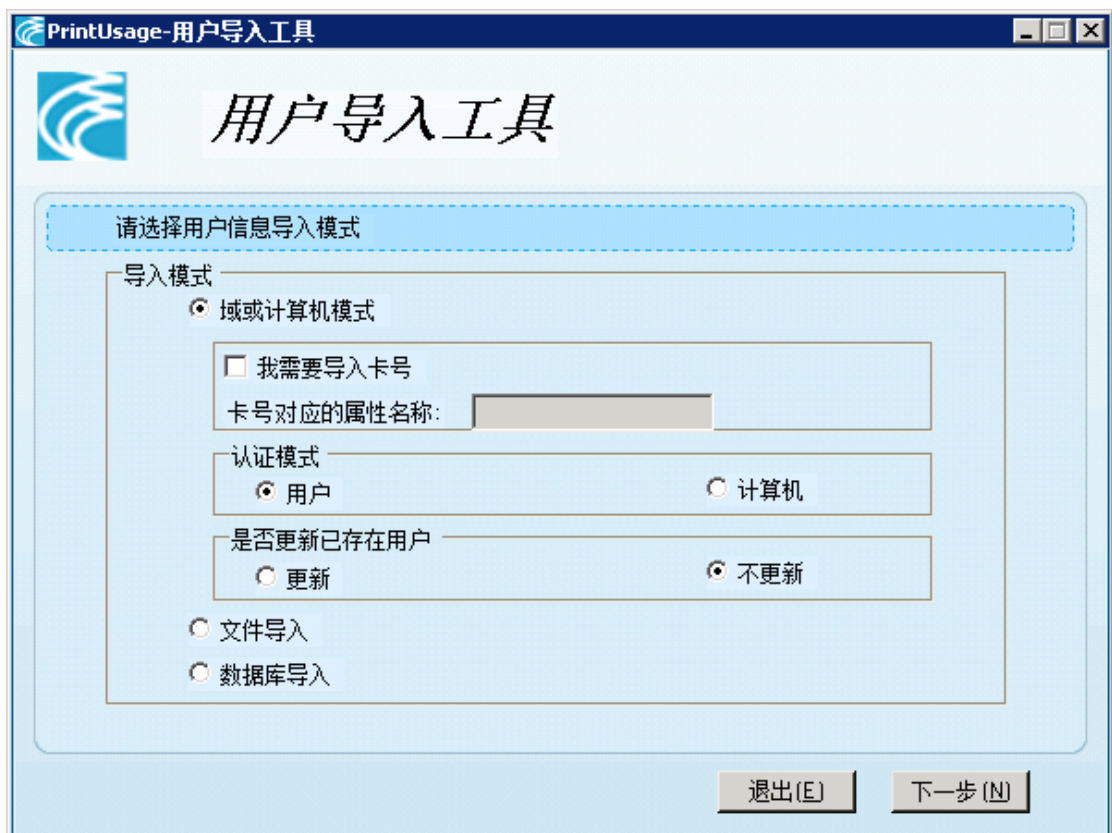 PrintUsage-用户导入工具
用户导入工具
请选择用户信息导入模式
导入模式
域或计算机模式
我需要导入卡号
卡号对应的属性名称:
认证模式
用户 计算机
是否更新已存在用户
更新 不更新
文件导入
数据库导入
退出(E) 下一步(N)